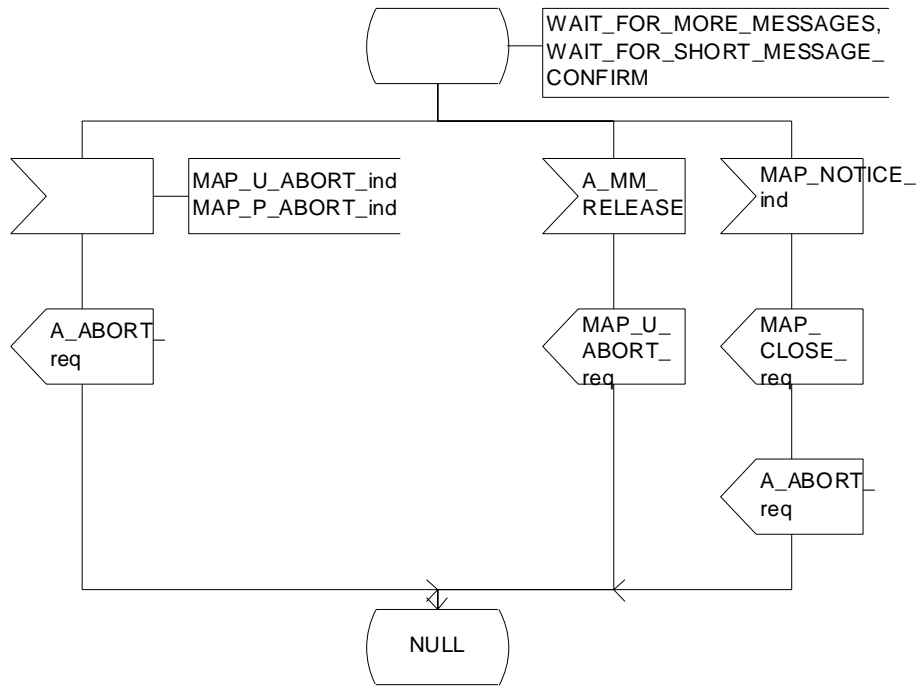 WAIT_FOR_MORE_MESSAGES,
WAIT_FOR_SHORT_MESSAGE_
CONFIRM
MAP_U_ABORT_ind
MAP_P_ABORT_ind
A_MM_
RELEASE
MAP_NOTICE_
ind
A_ABORT_
req
MAP_U_
ABORT_
req
MAP_
CLOSE_
req
A_ABORT_
req
NULL